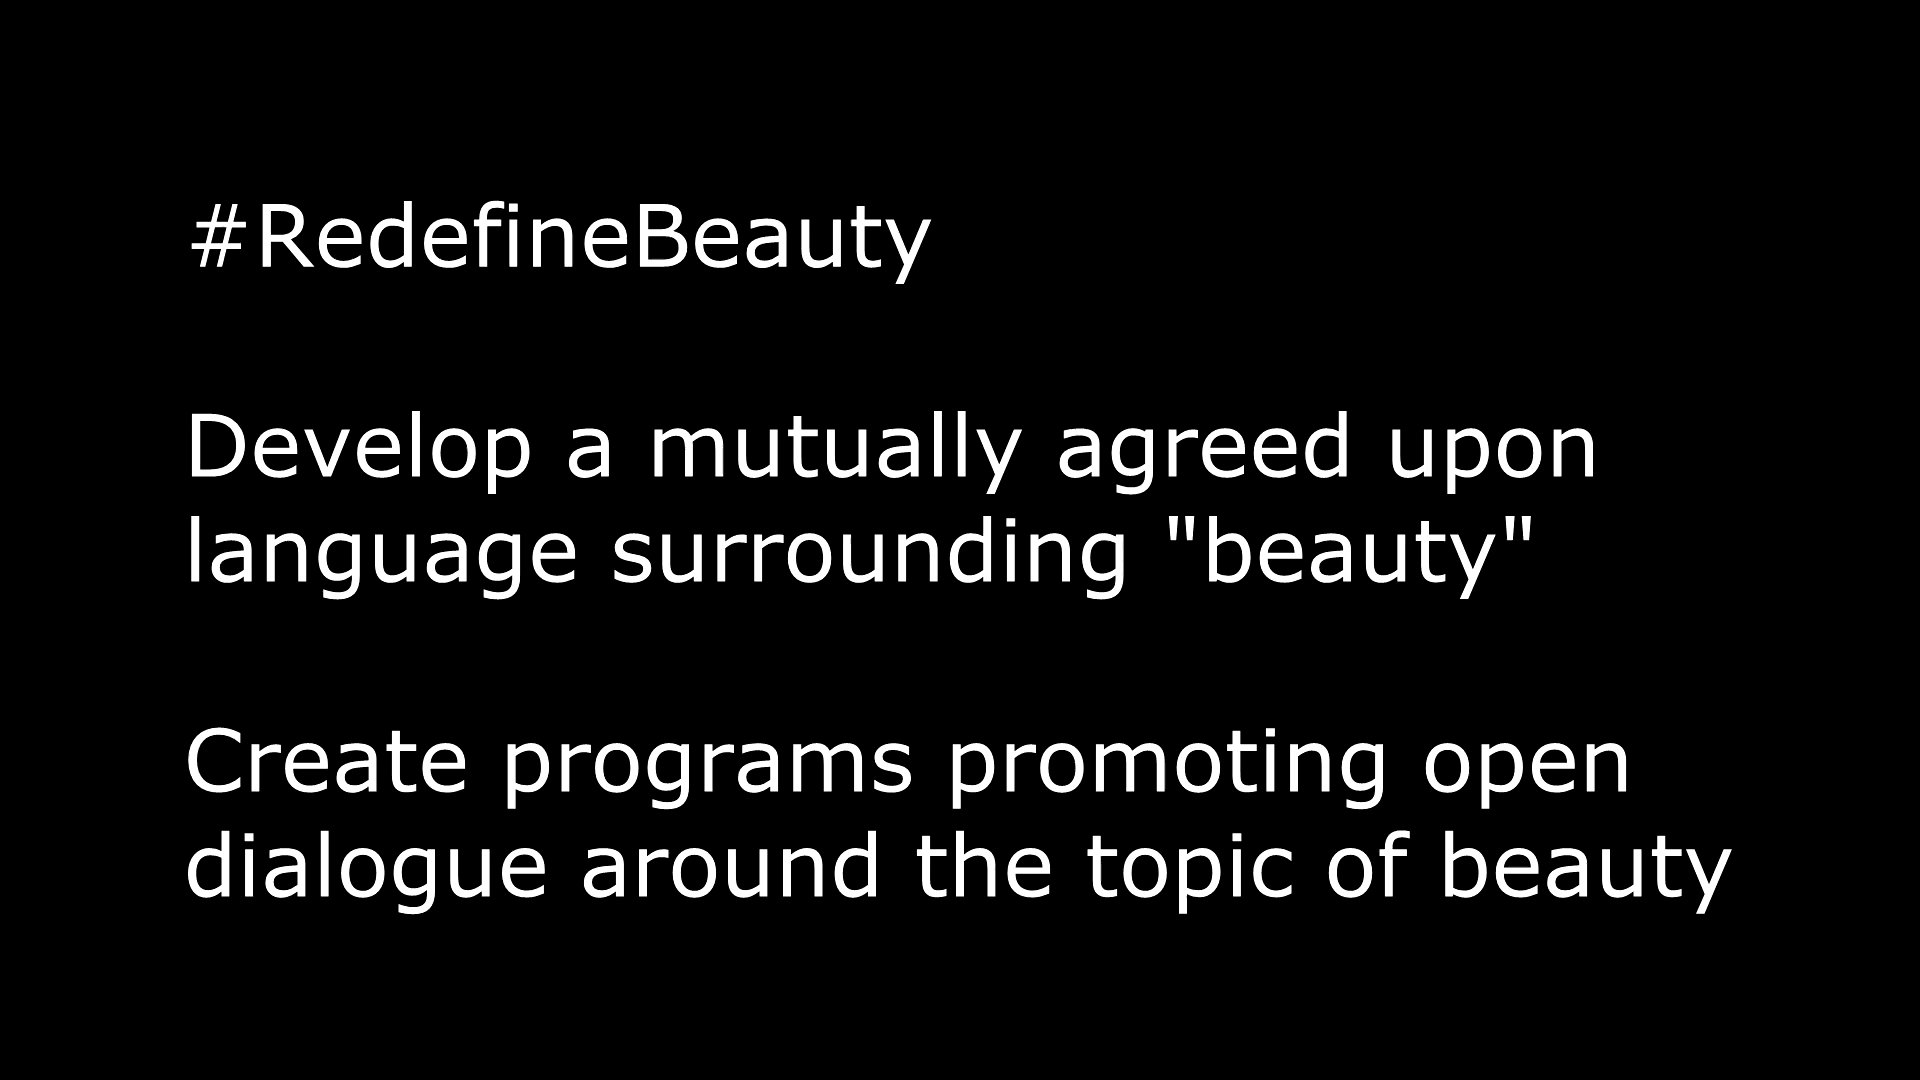 #RedefineBeauty
Develop a mutually agreed upon
language surrounding "beauty"
Create programs promoting open
dialogue around the topic of beauty